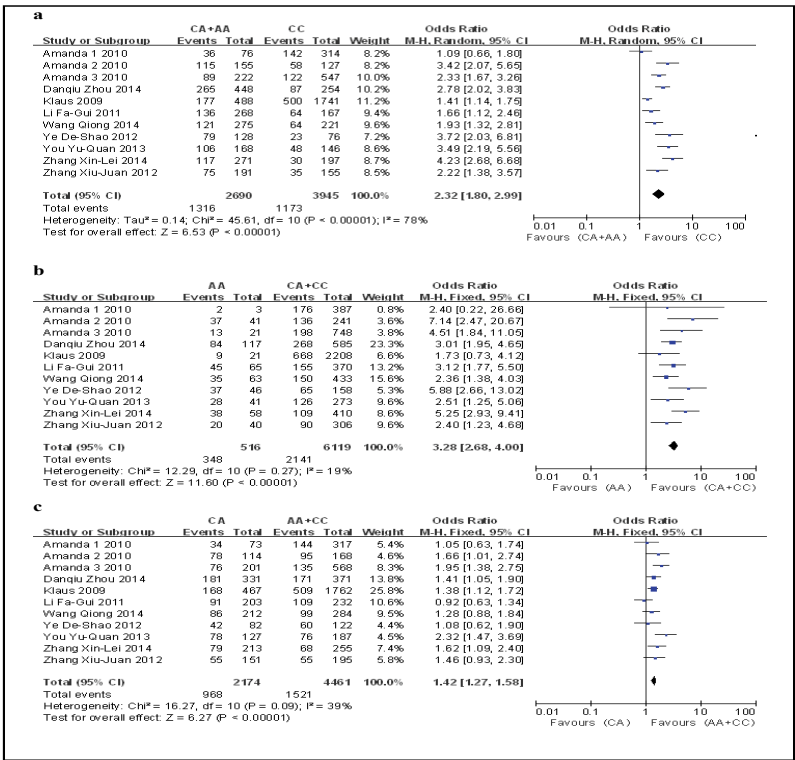 a
CA+AA CC Odds Ratio Odds Ratio
Study or Subgroup Events Total Events Total Weight M-H, Random, 95% CI M-H, Random, 95% CI
Amanda 1 2010 36 76 142 314 8.2% 1.09 [0.66, 1.80]
Amanda 2 2010 115 155 58 127 8.2% 3.42 [2.07, 5.65]
Amanda 3 2010 89 222 122 547 10.0% 2.33 [1.67, 3.26]
Danqiu Zhou 2014 265 448 87 254 10.2% 2.78 [2.02, 3.83]
Klaus 2009 177 488 500 1741 11.2% 1.41 [1.14, 1.75]
Li Fa-Gui 2011 136 268 64 167 9.4% 1.66 [1.12, 2.46]
Wang Qiong 2014 121 275 64 221 9.6% 1.93 [1.32, 2.81]
Ye De-Shao 2012 79 128 23 76 7.2% 3.72 [2.03, 6.81]
You Yu-Quan 2013 106 168 48 146 8.6% 3.49 [2.19, 5.56]
Zhang Xin-Lei 2014 117 271 30 197 8.7% 4.23 [2.68, 6.68]
Zhang Xiu-Juan 2012 75 191 35 155 8.5% 2.22 [1.38, 3.57]
Total (95% CI) 2690 3945 100.0% 2.32 [1.80, 2.99]
Total events 1316 1173
Heterogeneity: Tau² = 0.14; Chi² = 45.61, df = 10 (P < 0.00001); I² = 78%
Test for overall effect: Z = 6.53 (P < 0.00001)
0.01 0.1 1 10 100
Favours (CA+AA) Favours (CC)
b
AA CA+CC Odds Ratio Odds Ratio
Study or Subgroup Events Total Events Total Weight M-H, Fixed, 95% CI M-H, Fixed, 95% CI
Amanda 1 2010 2 3 176 387 0.8% 2.40 [0.22, 26.66]
Amanda 2 2010 37 41 136 241 3.6% 7.14 [2.47, 20.67]
Amanda 3 2010 13 21 198 748 3.8% 4.51 [1.84, 11.05]
Danqiu Zhou 2014 84 117 268 585 23.3% 3.01 [1.95, 4.65]
Klaus 2009 9 21 668 2208 6.6% 1.73 [0.73, 4.12]
Li Fa-Gui 2011 45 65 155 370 13.2% 3.12 [1.77, 5.50]
Wang Qiong 2014 35 63 150 433 15.4% 2.36 [1.38, 4.03]
Ye De-Shao 2012 37 46 65 158 5.3% 5.88 [2.66, 13.02]
You Yu-Quan 2013 28 41 126 273 9.6% 2.51 [1.25, 5.06]
Zhang Xin-Lei 2014 38 58 109 410 8.6% 5.25 [2.93, 9.41]
Zhang Xiu-Juan 2012 20 40 90 306 9.9% 2.40 [1.23, 4.68]
Total (95% CI) 516 6119 100.0% 3.28 [2.68, 4.00]
Total events 348 2141
Heterogeneity: Chi² = 12.29, df = 10 (P = 0.27); I² = 19%
Test for overall effect: Z = 11.60 (P < 0.00001)
0.01 0.1 1 10 100
Favours (AA) Favours (CA+CC)
c
CA AA+CC Odds Ratio Odds Ratio
Study or Subgroup Events Total Events Total Weight M-H, Fixed, 95% CI M-H, Fixed, 95% CI
Amanda 1 2010 34 73 144 317 5.4% 1.05 [0.63, 1.74]
Amanda 2 2010 78 114 95 168 4.6% 1.66 [1.01, 2.74]
Amanda 3 2010 76 201 135 568 9.3% 1.95 [1.38, 2.75]
Danqiu Zhou 2014 181 331 171 371 13.8% 1.41 [1.05, 1.90]
Klaus 2009 168 467 509 1762 25.8% 1.38 [1.12, 1.72]
Li Fa-Gui 2011 91 203 109 232 10.6% 0.92 [0.63, 1.34]
Wang Qiong 2014 86 212 99 284 9.6% 1.28 [0.88, 1.84]
Ye De-Shao 2012 42 82 60 122 4.6% 1.08 [0.62, 1.90]
You Yu-Quan 2013 78 127 76 187 4.5% 2.32 [1.47, 3.69]
Zhang Xin-Lei 2014 79 213 68 255 7.4% 1.62 [1.09, 2.40]
Zhang Xiu-Juan 2012 55 151 55 195 5.8% 1.46 [0.93, 2.30]
Total (95% CI) 2174 4461 100.0% 1.42 [1.27, 1.58]
Total events 968 1521
Heterogeneity: Chi² = 16.27, df = 10 (P = 0.09); I² = 39%
Test for overall effect: Z = 6.27 (P < 0.00001)
0.01 0.1 1 10 100
Favours (CA) Favours (AA+CC)